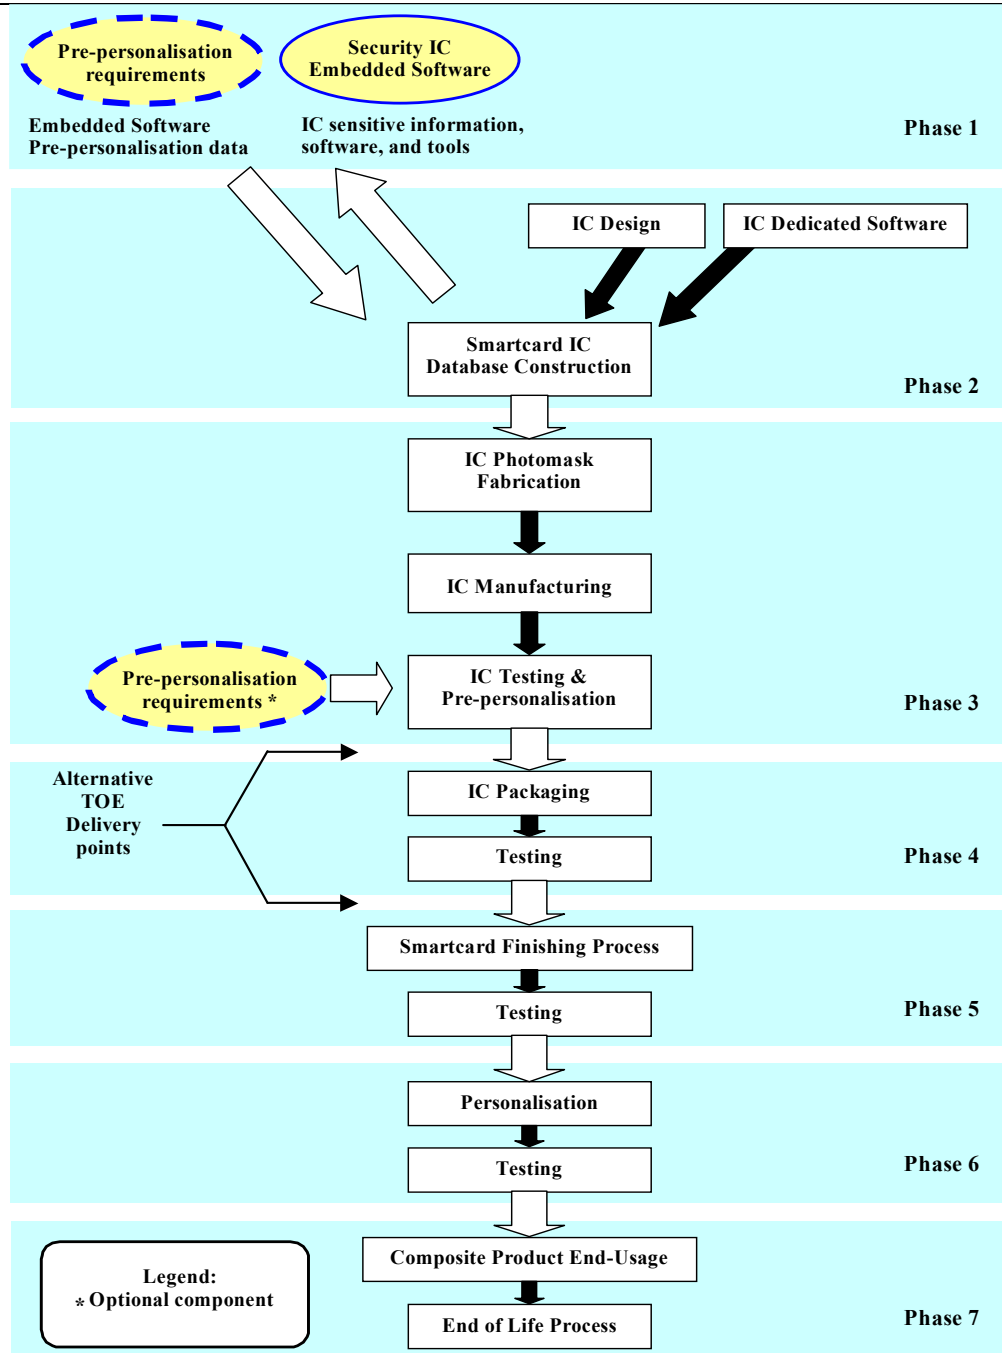 Pre-personalisation
requirements
Security IC
Embedded Software
Embedded Software
Pre-personalisation data
IC sensitive information,
software, and tools
Phase 1
IC Design
IC Dedicated Software
Smartcard IC
Database Construction
Phase 2
IC Photomask
Fabrication
IC Manufacturing
Pre-personalisation
requirements *
IC Testing &
Pre-personalisation
Phase 3
Alternative
TOE
Delivery
points
IC Packaging
Testing
Phase 4
Smartcard Finishing Process
Testing
Phase 5
Personalisation
Testing
Phase 6
Composite Product End-Usage
End of Life Process
Phase 7
Legend:
* Optional component